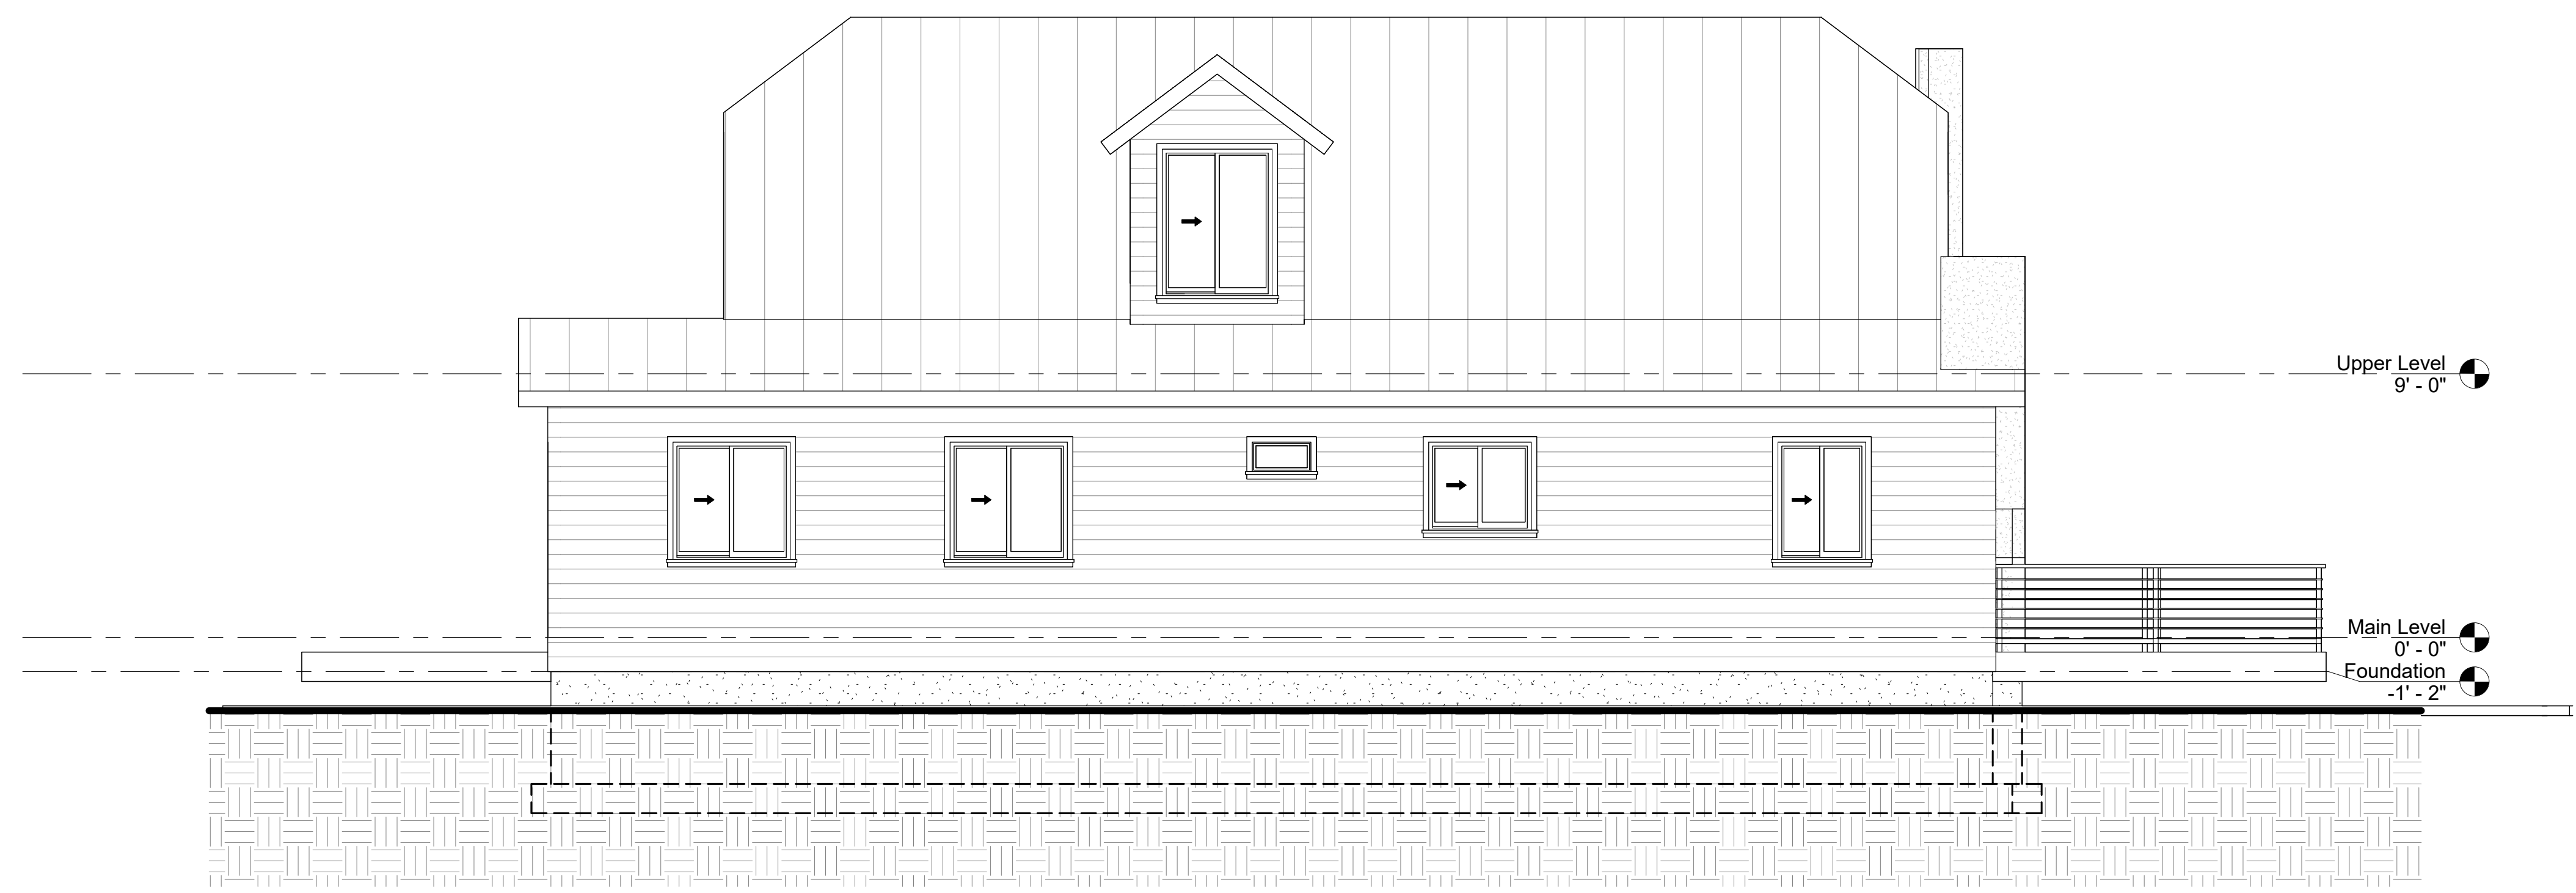 Upper Level
9' - 0"
Main Level
0' - 0"
Foundation
-1' - 2"